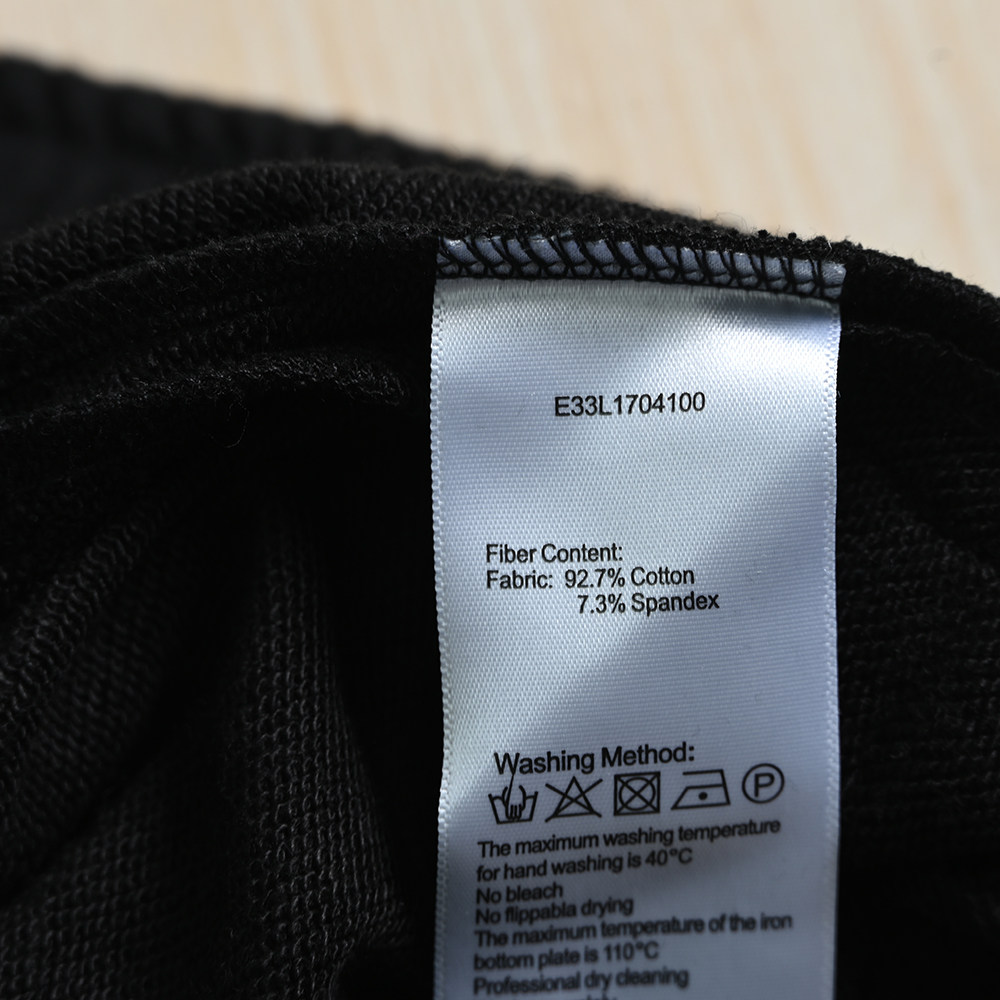 E33L1704100
Fiber Content:
Fabric: 92.7% Cotton
7.3% Spandex
Washing Method:
P
The maximum washing temperature
for hand washing is 40°C
No bleach
No flippabla drying
The maximum temperature of the iron
bottom plate is 110°C
Professional dry cleaning